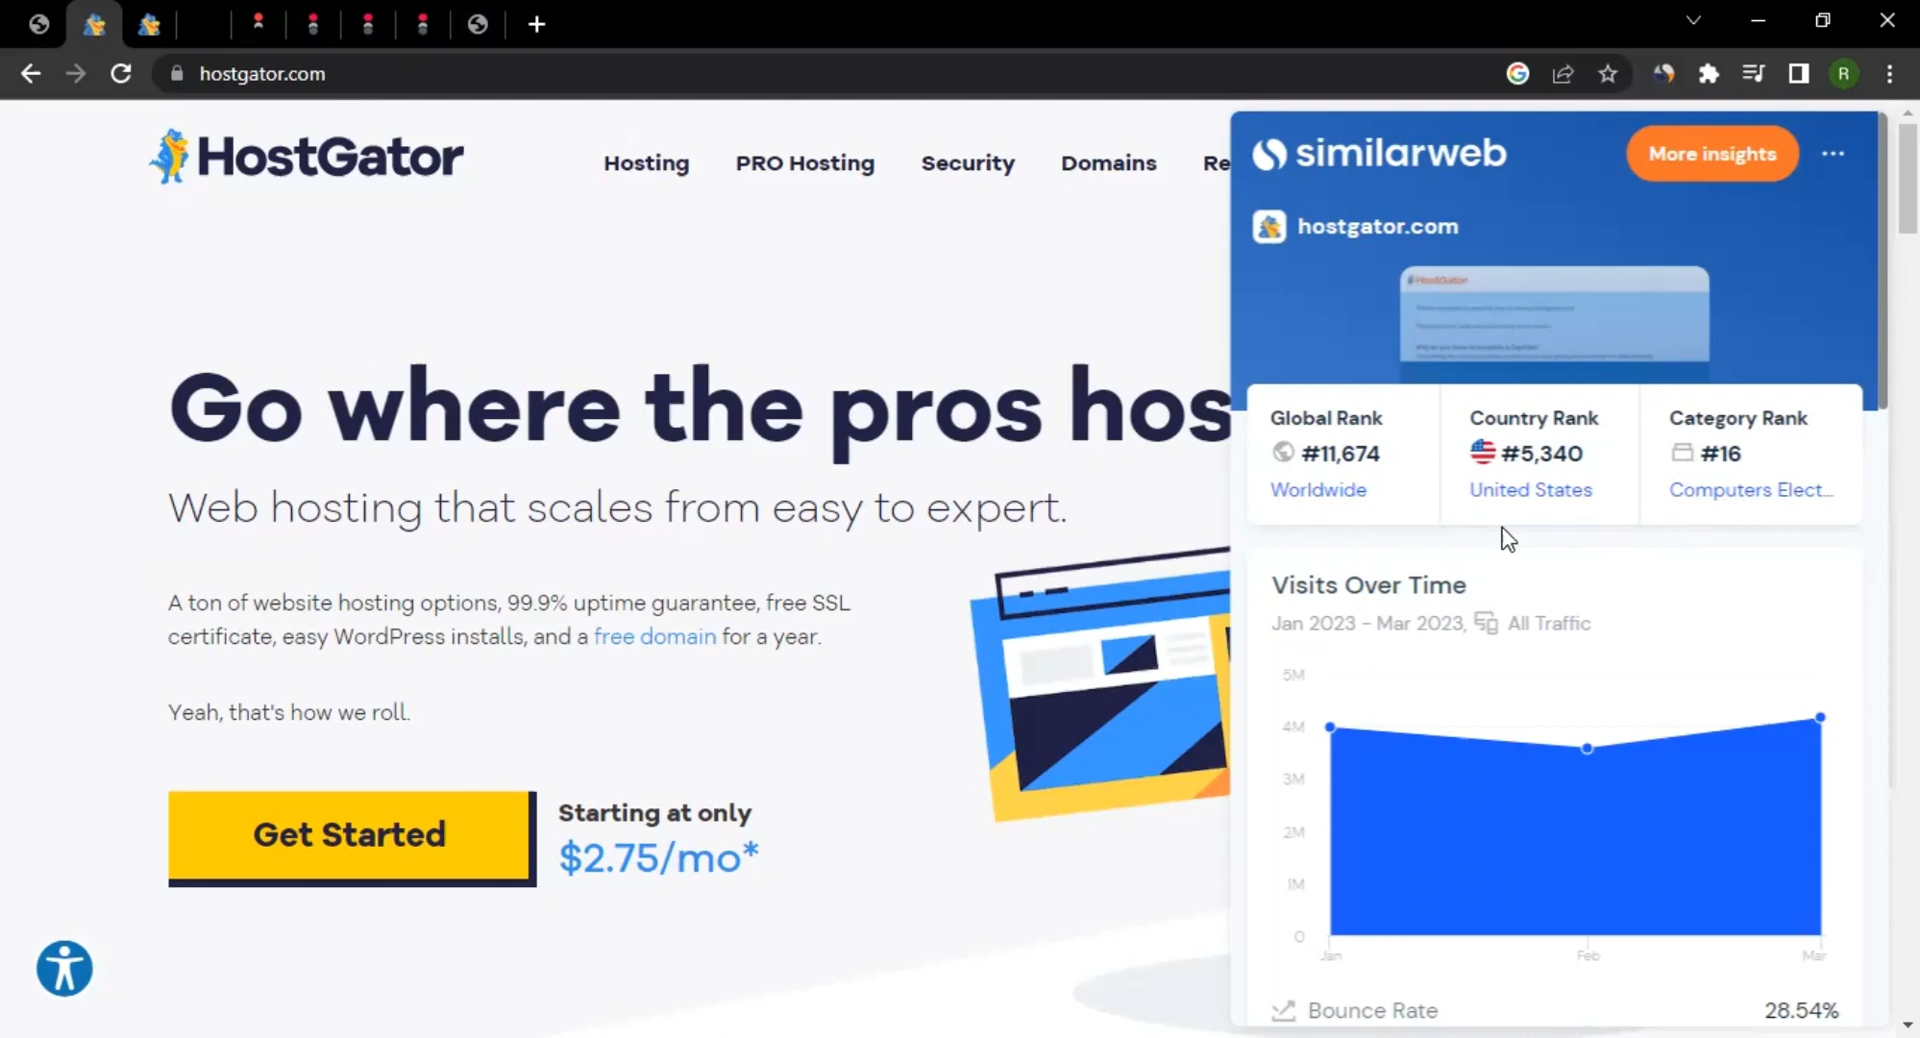 hostgator.com
R
HostGator
Hosting
PRO Hosting
Security
Domains
Re
similarweb
More insights
hostgator.com
HostGator
Go where the pros hos
Web hosting that scales from easy to expert.
A ton of website hosting options, 99.9% uptime guarantee, free SSL
certificate, easy WordPress installs, and a free domain for a year.
Yeah, that's how we roll.
Get Started
Starting at only
$2.75/mo*
Global Rank
#11,674
Worldwide
Country Rank
#5,340
United States
Category Rank
#16
Computers Elect...
Visits Over Time
Jan 2023 - Mar 2023, All Traffic
5M
4M
3M
2M
1M
0
Jan
Feb
Mar
Bounce Rate
28.54%